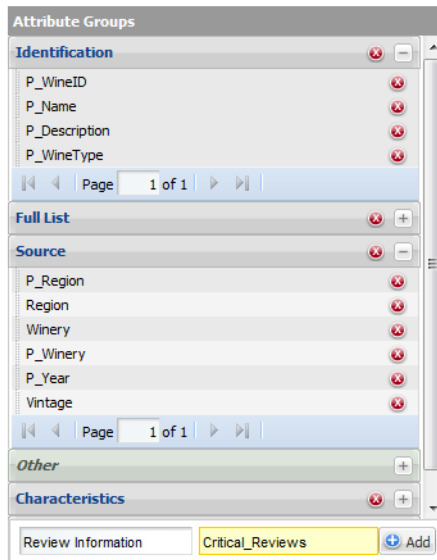 Attribute Groups
Identification
P_WineID
P_Name
P_Description
P_WineType
Page 1 of 1
Full List
Source
P_Region
Region
Winery
P_Winery
P_Year
Vintage
Page 1 of 1
Other
Characteristics
Review Information Critical_Reviews Add